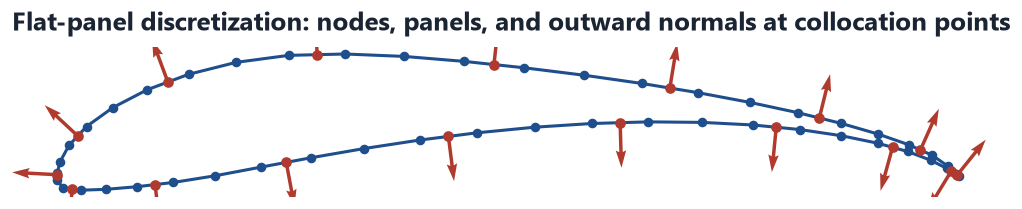 Flat-panel discretization: nodes, panels, and outward normals at collocation points